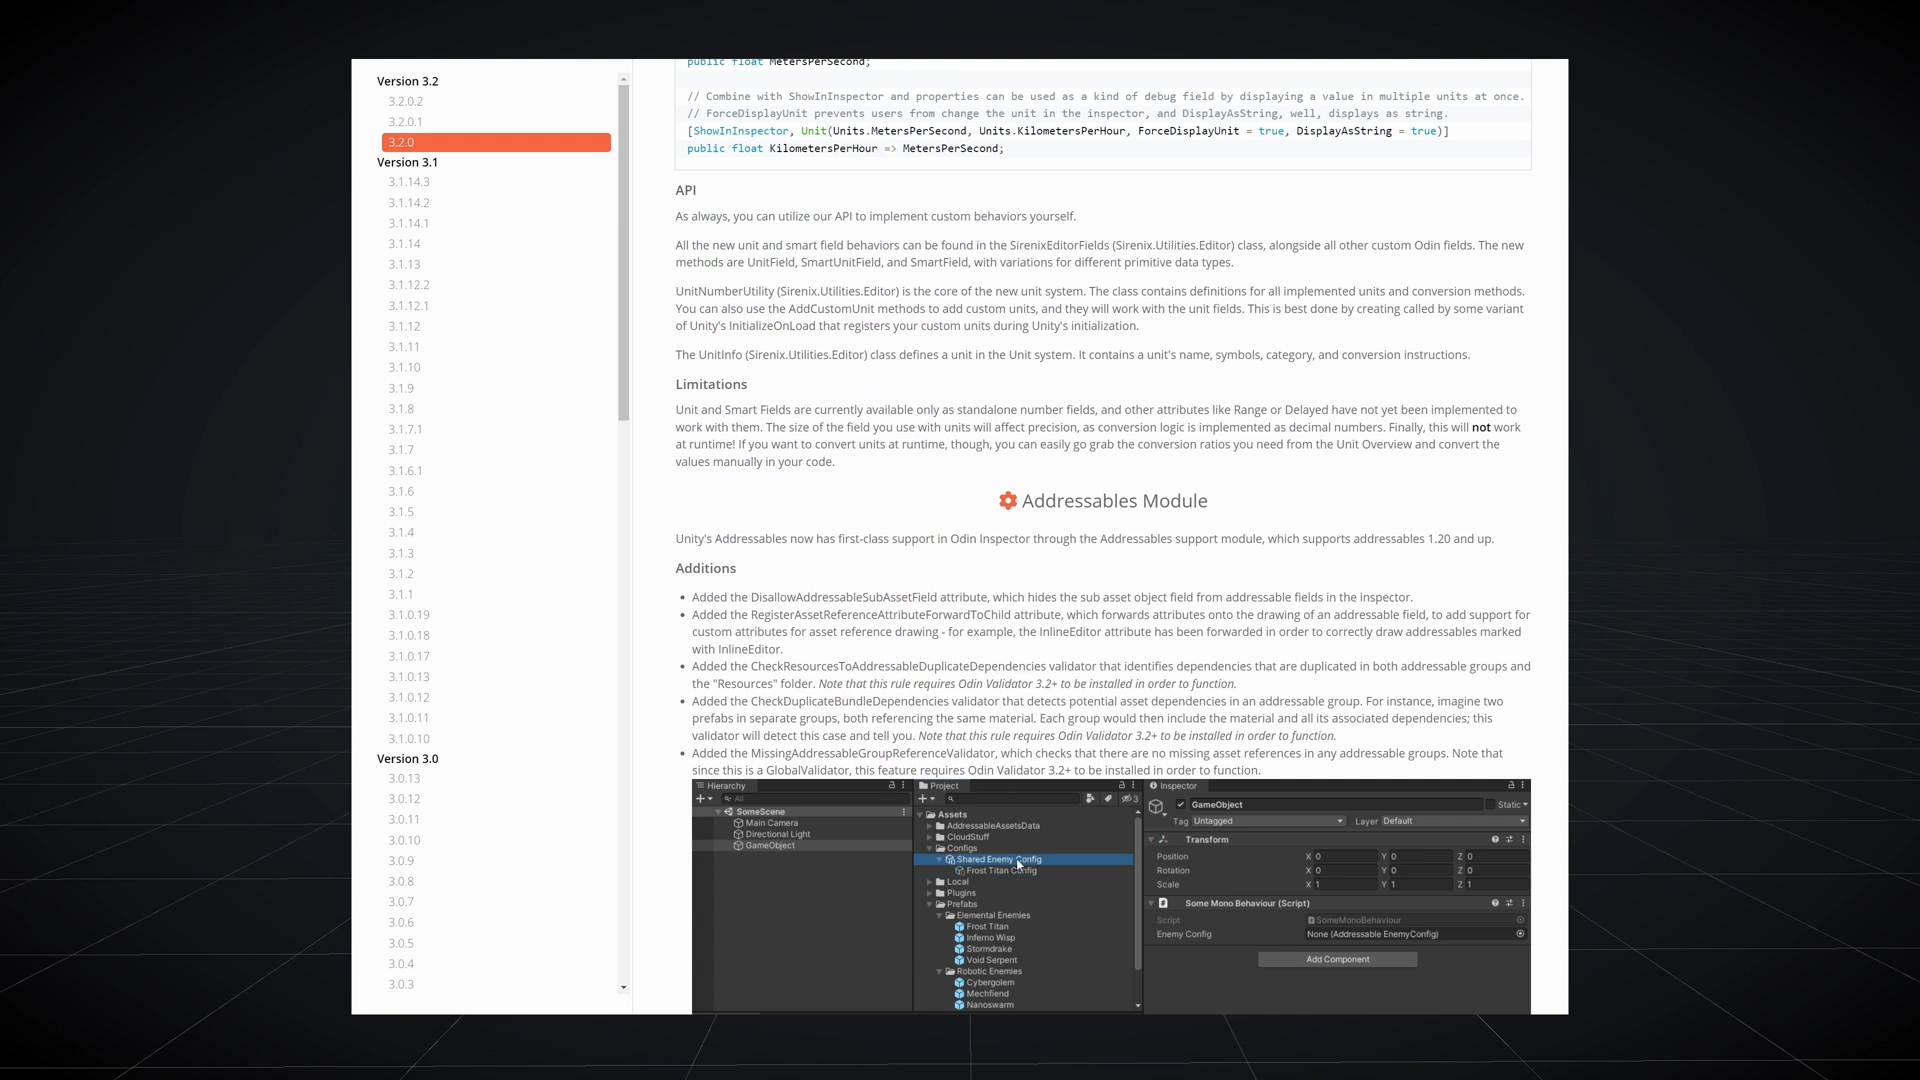 Version 3.2
3.2.0.2
3.2.0.1
3.2.0
Version 3.1
3.1.14.3
3.1.14.2
3.1.14.1
3.1.14
3.1.13
3.1.12.2
3.1.12.1
3.1.12
3.1.11
3.1.10
3.1.9
3.1.8
3.1.7.1
3.1.7
3.1.6.1
3.1.6
3.1.5
3.1.4
3.1.3
3.1.2
3.1.1
3.1.0.19
3.1.0.18
3.1.0.17
3.1.0.13
3.1.0.12
3.1.0.11
3.1.0.10
Version 3.0
3.0.13
3.0.12
3.0.11
3.0.10
3.0.9
3.0.8
3.0.7
3.0.6
3.0.5
3.0.4
3.0.3
public float MetersPerSecond;
// Combine with ShowInInspector and properties can be used as a kind of debug field by displaying a value in multiple units at once.
// ForceDisplayUnit prevents users from change the unit in the inspector, and DisplayAsString, well, displays as string.
[ShowInInspector, Unit(Units.MetersPerSecond, Units.KilometersPerHour, ForceDisplayUnit = true, DisplayAsString = true)]
public float KilometersPerHour => MetersPerSecond;
API
As always, you can utilize our API to implement custom behaviors yourself.
All the new unit and smart field behaviors can be found in the SirenixEditorFields (Sirenix.Utilities.Editor) class, alongside all other custom Odin fields. The new
methods are UnitField, SmartUnitField, and SmartField, with variations for different primitive data types.
UnitNumberUtility (Sirenix.Utilities.Editor) is the core of the new unit system. The class contains definitions for all implemented units and conversion methods.
You can also use the AddCustomUnit methods to add custom units, and they will work with the unit fields. This is best done by creating called by some variant
of Unity's InitializeOnLoad that registers your custom units during Unity's initialization.
The UnitInfo (Sirenix.Utilities.Editor) class defines a unit in the Unit system. It contains a unit's name, symbols, category, and conversion instructions.
Limitations
Unit and Smart Fields are currently available only as standalone number fields, and other attributes like Range or Delayed have not yet been implemented to
work with them. The size of the field you use with units will affect precision, as conversion logic is implemented as decimal numbers. Finally, this will not work
at runtime! If you want to convert units at runtime, though, you can easily go grab the conversion ratios you need from the Unit Overview and convert the
values manually in your code.
Addressables Module
Unity's Addressables now has first-class support in Odin Inspector through the Addressables support module, which supports addressables 1.20 and up.
Additions
• Added the DisallowAddressableSubAssetField attribute, which hides the sub asset object field from addressable fields in the inspector.
• Added the RegisterAssetReferenceAttributeForwardToChild attribute, which forwards attributes onto the drawing of an addressable field, to add support for
custom attributes for asset reference drawing - for example, the InlineEditor attribute has been forwarded in order to correctly draw addressables marked
with InlineEditor.
• Added the CheckResourcesToAddressableDuplicateDependencies validator that identifies dependencies that are duplicated in both addressable groups and
the "Resources" folder. Note that this rule requires Odin Validator 3.2+ to be installed in order to function.
• Added the CheckDuplicateBundleDependencies validator that detects potential asset dependencies in an addressable group. For instance, imagine two
prefabs in separate groups, both referencing the same material. Each group would then include the material and all its associated dependencies; this
validator will detect this case and tell you. Note that this rule requires Odin Validator 3.2+ to be installed in order to function.
• Added the MissingAddressableGroupReferenceValidator, which checks that there are no missing asset references in any addressable groups. Note that
since this is a GlobalValidator, this feature requires Odin Validator 3.2+ to be installed in order to function.
Hierarchy
All
SomeScene
Main Camera
Directional Light
GameObject
Project
3
Assets
AddressableAssetsData
CloudStuff
Configs
Shared Enemy Config
Frost Titan Config
Local
Plugins
Prefabs
Elemental Enemies
Frost Titan
Inferno Wisp
Stormdrake
Void Serpent
Robotic Enemies
Cybergolem
Mechfiend
Nanoswarm
Inspector
GameObject Static
Tag Untagged Layer Default
Transform
Position X 0 Y 0 Z 0
Rotation X 0 Y 0 Z 0
Scale X 1 Y 1 Z 1
Some Mono Behaviour (Script)
Script SomeMonoBehaviour
Enemy Config None (Addressable EnemyConfig)
Add Component